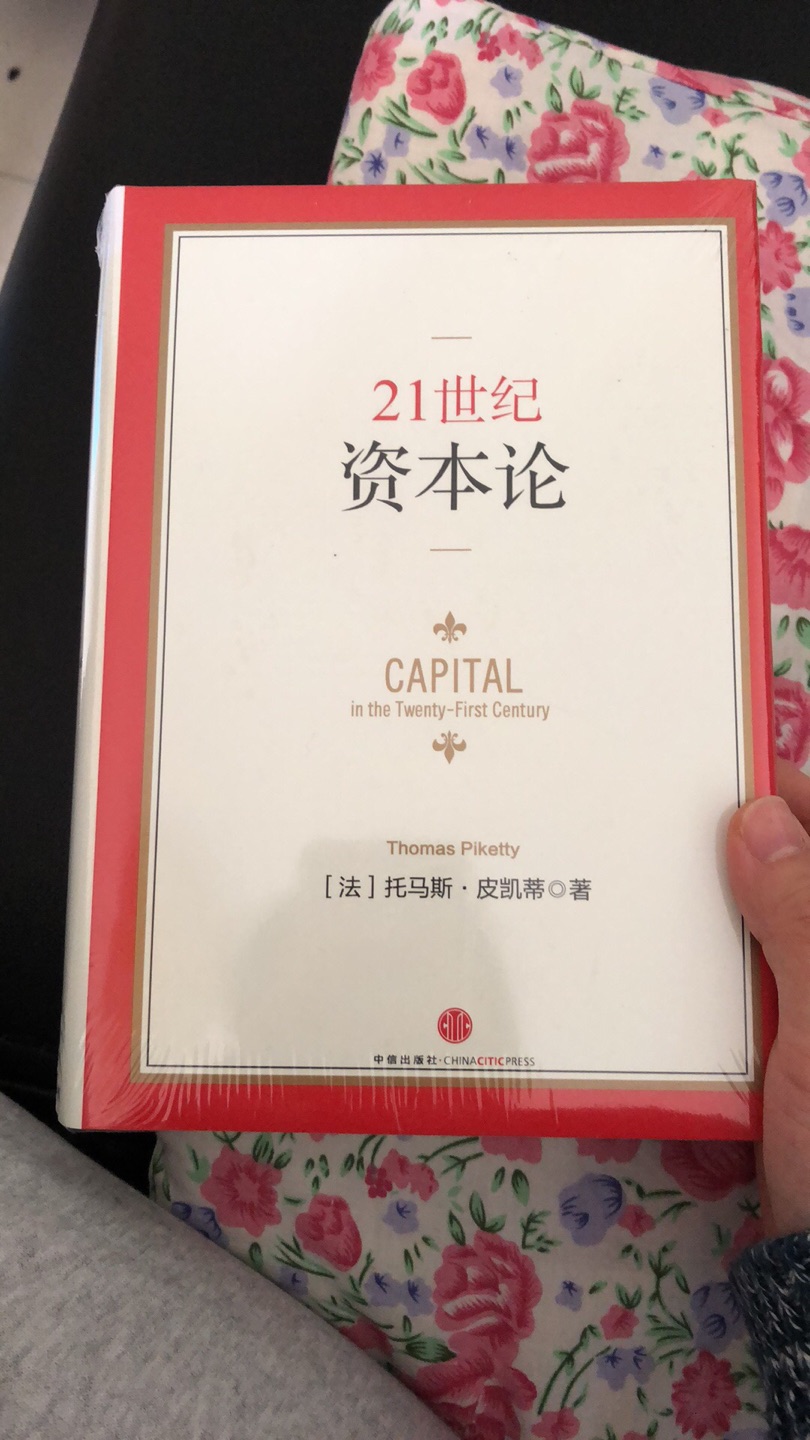 21世纪
资本论
CAPITAL
in the Twenty-First Century
Thomas Piketty
[法]托马斯·皮凯蒂◎著
中信出版社·CHINACITICPRESS